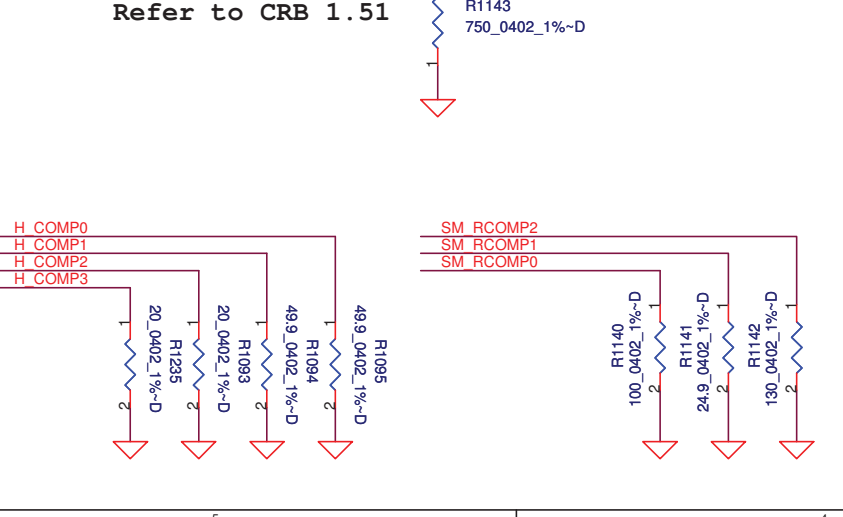 Refer to CRB 1.51
R1143
750_0402_1%~D
1
H_COMP0
H_COMP1
H_COMP2
H_COMP3
SM_RCOMP2
SM_RCOMP1
SM_RCOMP0
1
2
R1235
20_0402_1%~D
1
2
R1093
20_0402_1%~D
1
2
R1094
49.9_0402_1%~D
1
2
R1095
49.9_0402_1%~D
R1140
100_0402_1%~D
1
2
R1141
24.9_0402_1%~D
1
2
R1142
130_0402_1%~D
1
2